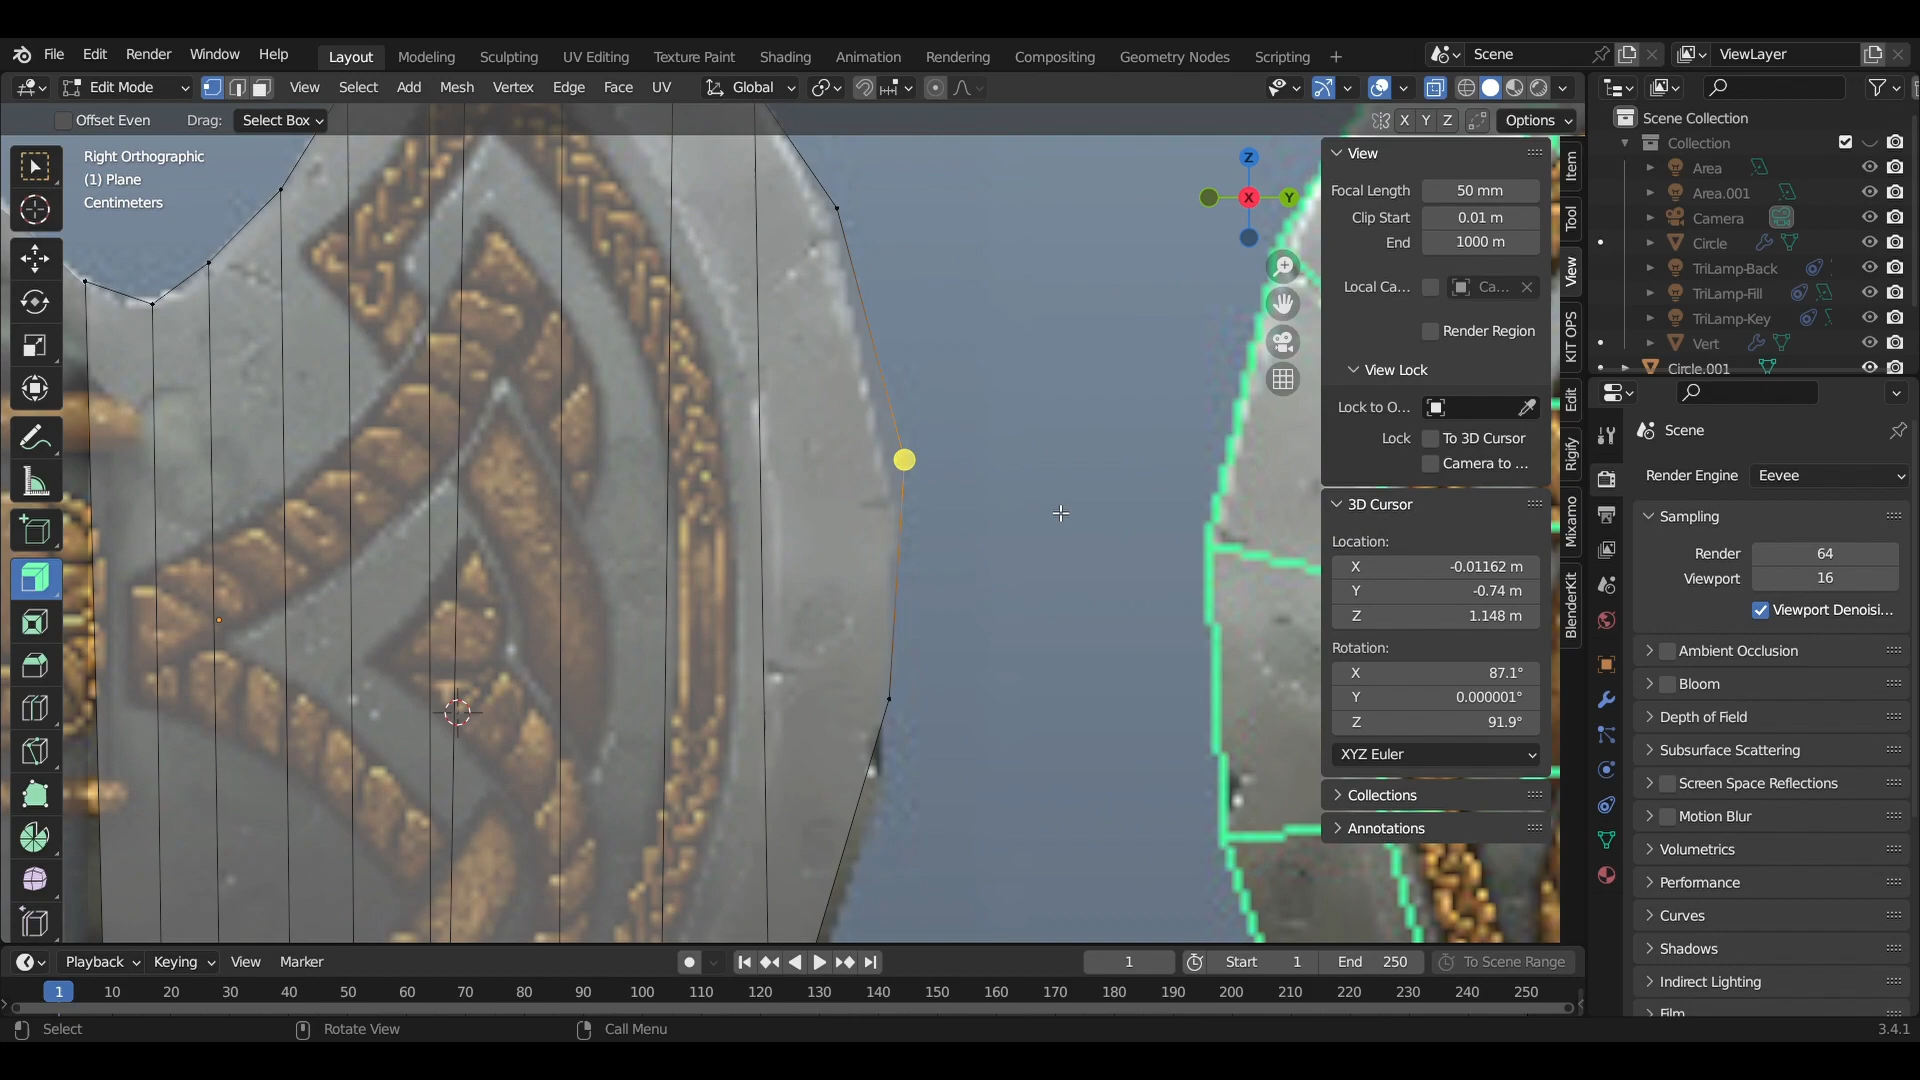 File Edit Render Window Help Layout Modeling Sculpting UV Editing Texture Paint Shading Animation Rendering Compositing Geometry Nodes Scripting + Scene ViewLayer
Edit Mode View Select Add Mesh Vertex Edge Face UV Global
Offset Even Drag: Select Box X Y Z Options
Right Orthographic
(1) Plane
Centimeters
Z
X
Y
View
Focal Length 50 mm
Clip Start 0.01 m
End 1000 m
Local Ca... Ca...
Render Region
View Lock
Lock to O...
Lock To 3D Cursor
Camera to ...
3D Cursor
Location:
X -0.01162 m
Y -0.74 m
Z 1.148 m
Rotation:
X 87.1°
Y 0.000001°
Z 91.9°
XYZ Euler
Collections
Annotations
Item
Tool
View
KIT OPS
Edit
Rigify
Mixamo
BlenderKit
Scene Collection
Collection
Area
Area.001
Camera
Circle
TriLamp-Back
TriLamp-Fill
TriLamp-Key
Vert
Circle.001
Scene
Render Engine Eevee
Sampling
Render 64
Viewport 16
Viewport Denoisi...
Ambient Occlusion
Bloom
Depth of Field
Subsurface Scattering
Screen Space Reflections
Motion Blur
Volumetrics
Performance
Curves
Shadows
Indirect Lighting
Film
Playback Keying View Marker 1 Start 1 End 250 To Scene Range
1 10 20 30 40 50 60 70 80 90 100 110 120 130 140 150 160 170 180 190 200 210 220 230 240 250
Select Rotate View Call Menu 3.4.1